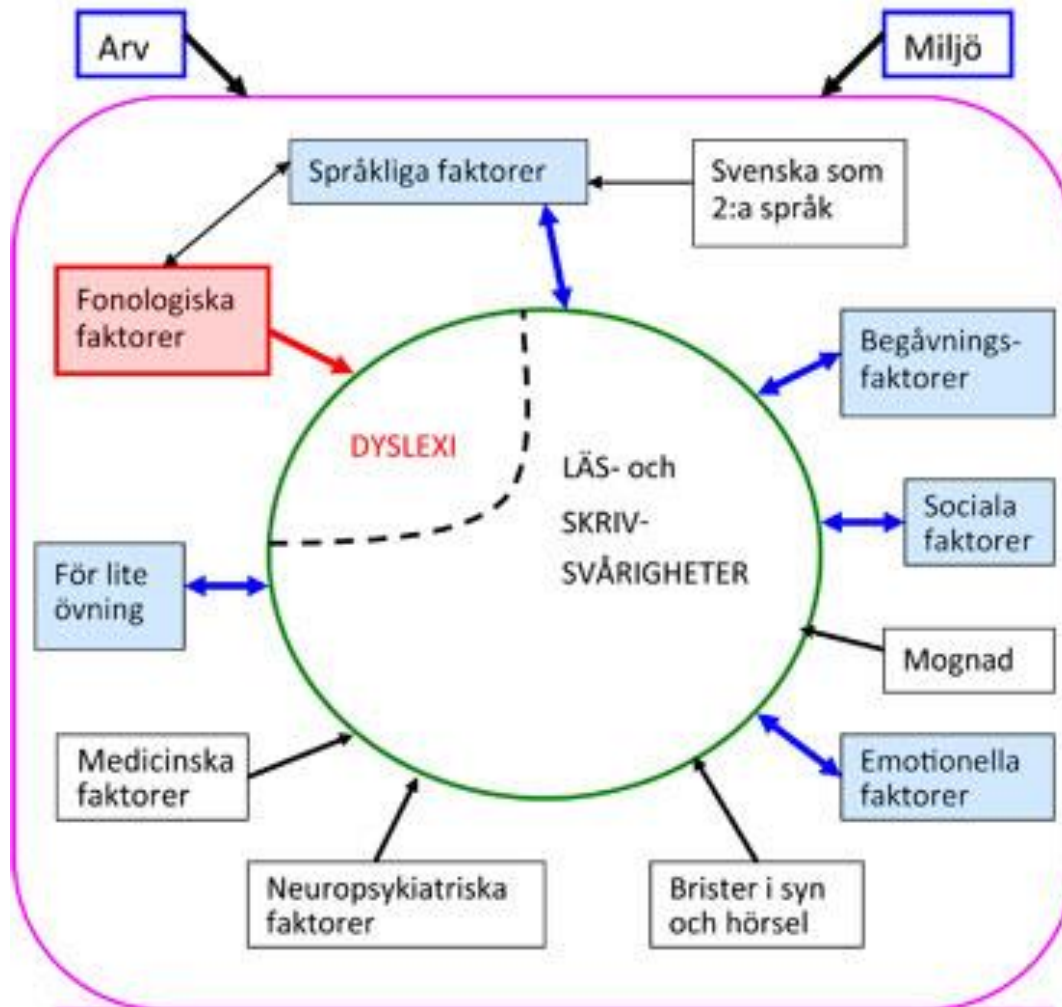 Arv
Miljö
Språkliga faktorer
Svenska som
2:a språk
Fonologiska
faktorer
Begåvnings-
faktorer
DYSLEXI
LÄS- och
SKRIV-
SVÅRIGHETER
Sociala
faktorer
För lite
övning
Mognad
Medicinska
faktorer
Emotionella
faktorer
Neuropsykiatriska
faktorer
Brister i syn
och hörsel